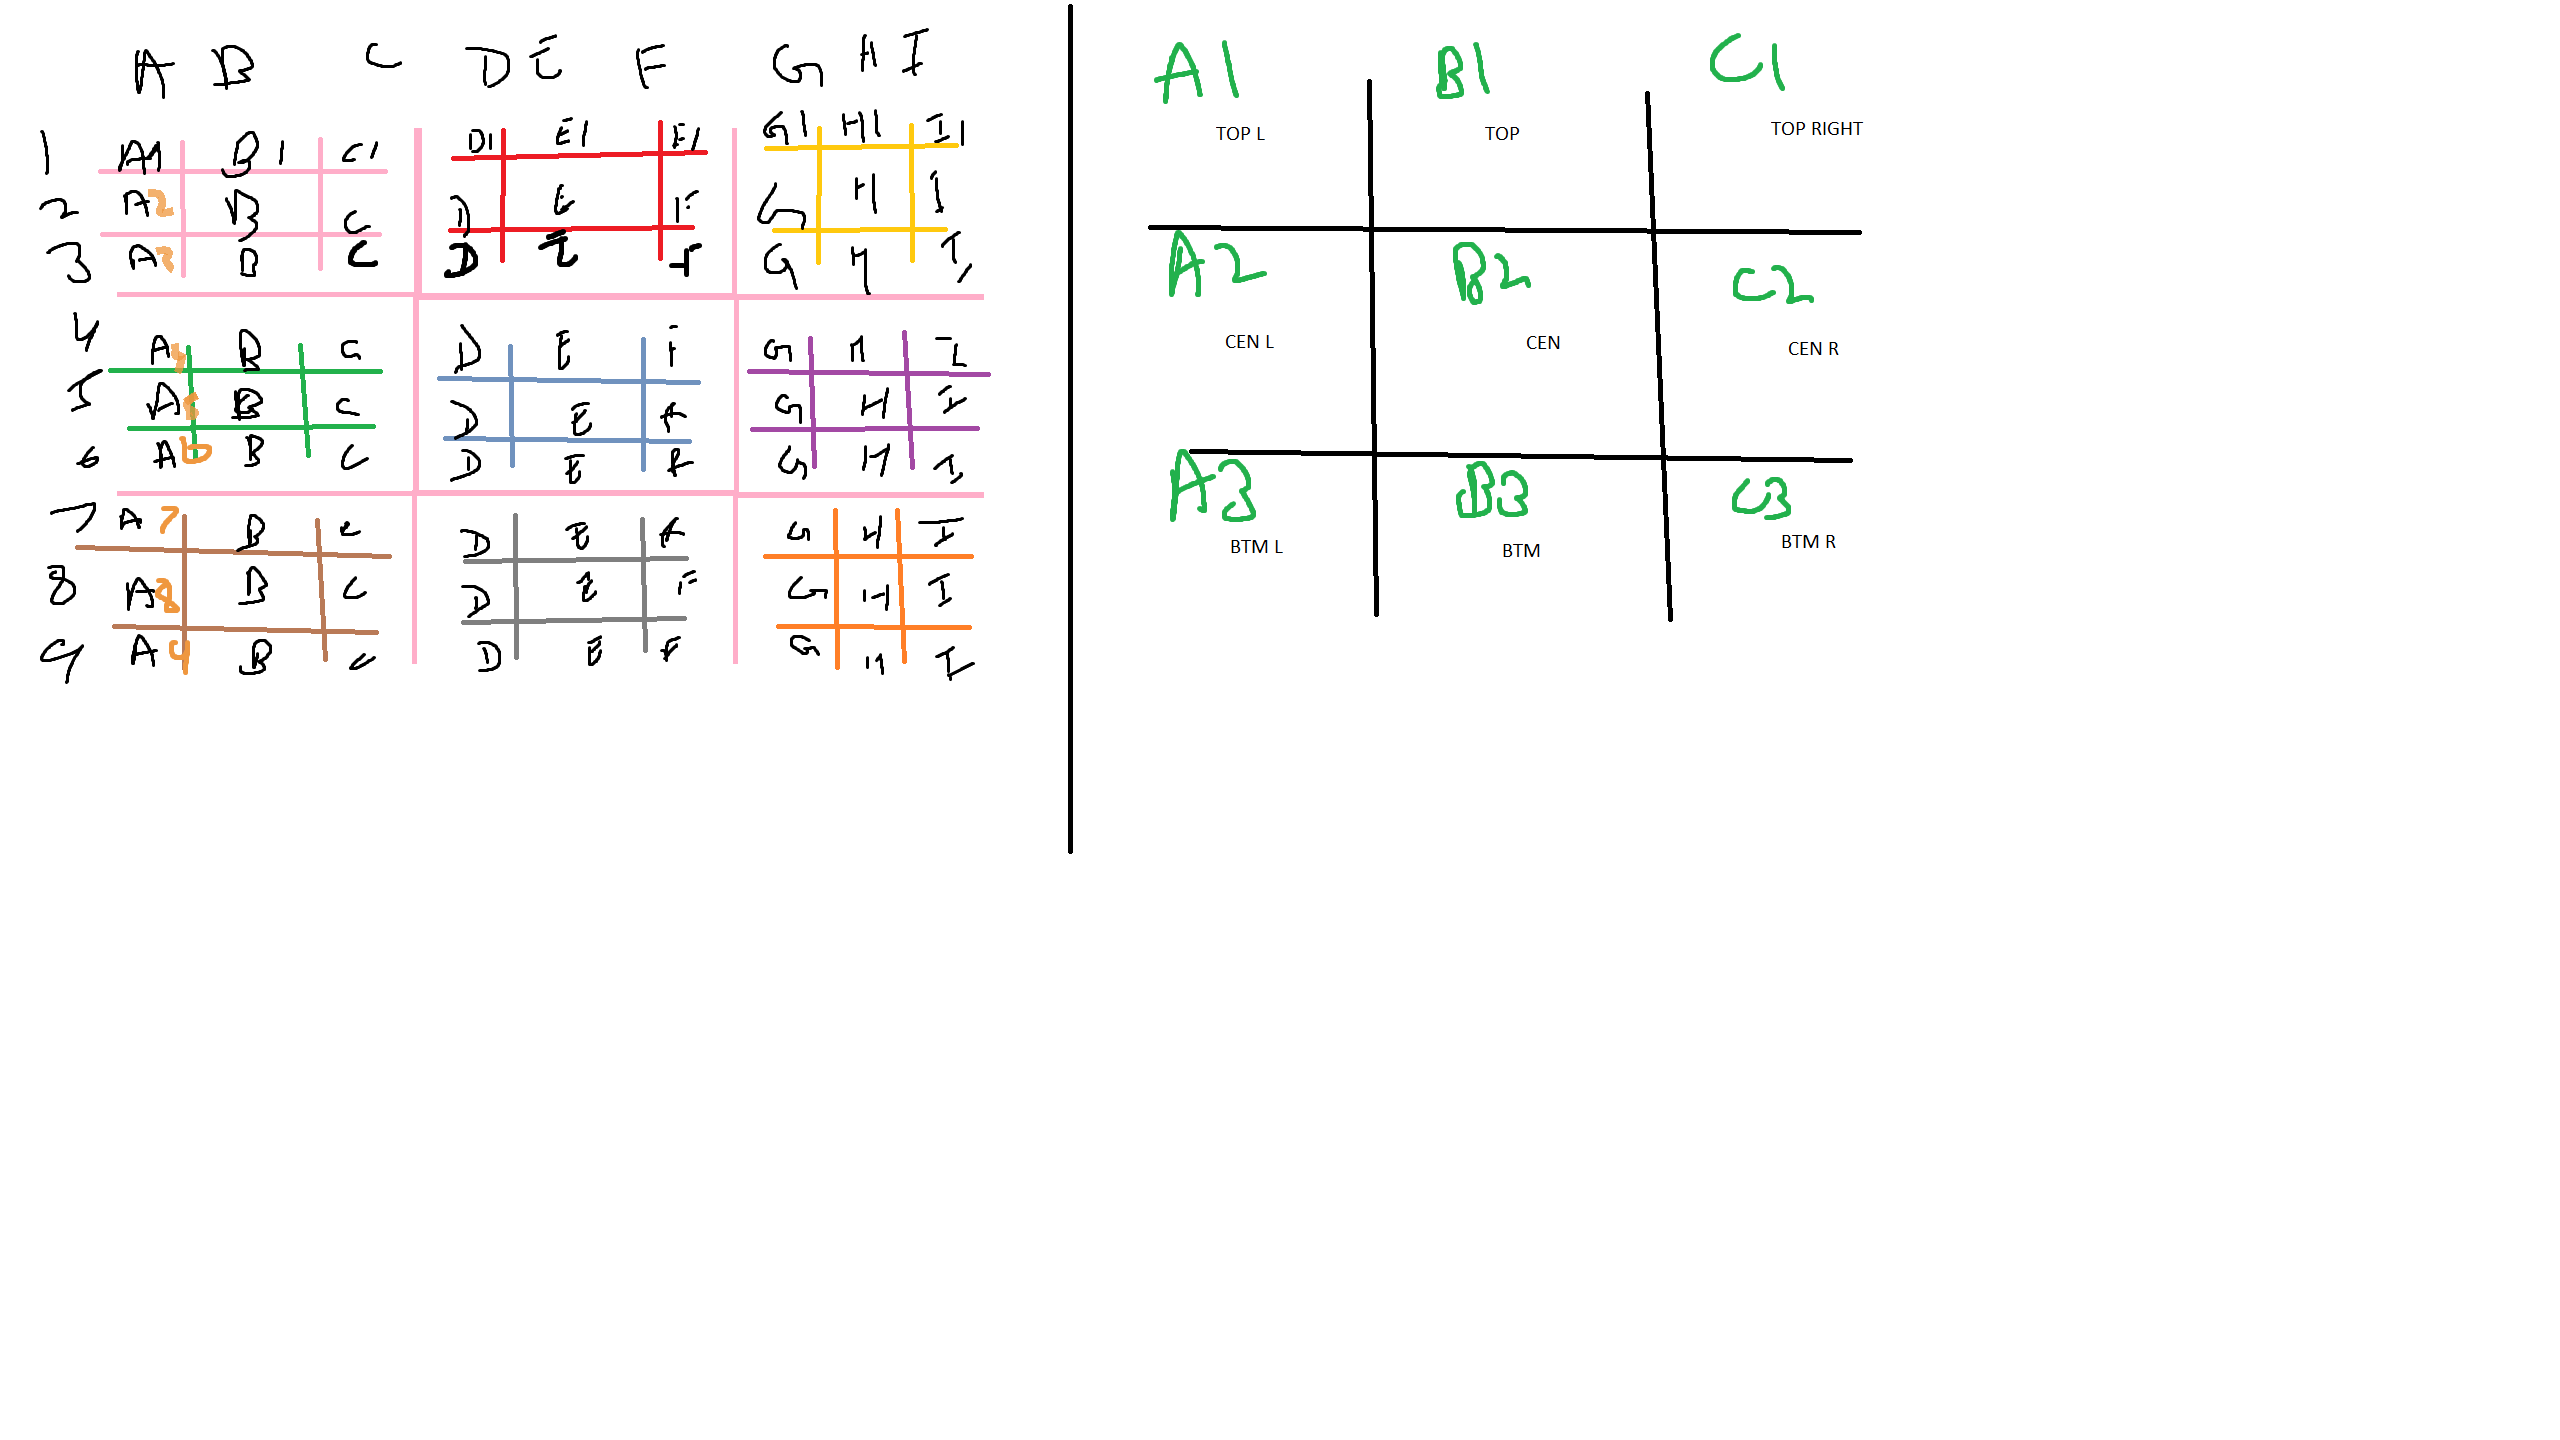 A B C D E F G H I
1 A1 B1 C1 D1 E1 F1 G1 H1 I1
2 A2 B C D E F G H I
3 A3 B C D E F G H I
4 A4 B C D E F G H I
5 A5 B C D E F G H I
6 A6 B C D E F G H I
7 A7 B C D E F G H I
8 A8 B C D E F G H I
9 A9 B C D E F G H I
A1 B1 C1
TOP L TOP TOP RIGHT
A2 B2 C2
CEN L CEN CEN R
A3 B3 C3
BTM L BTM BTM R